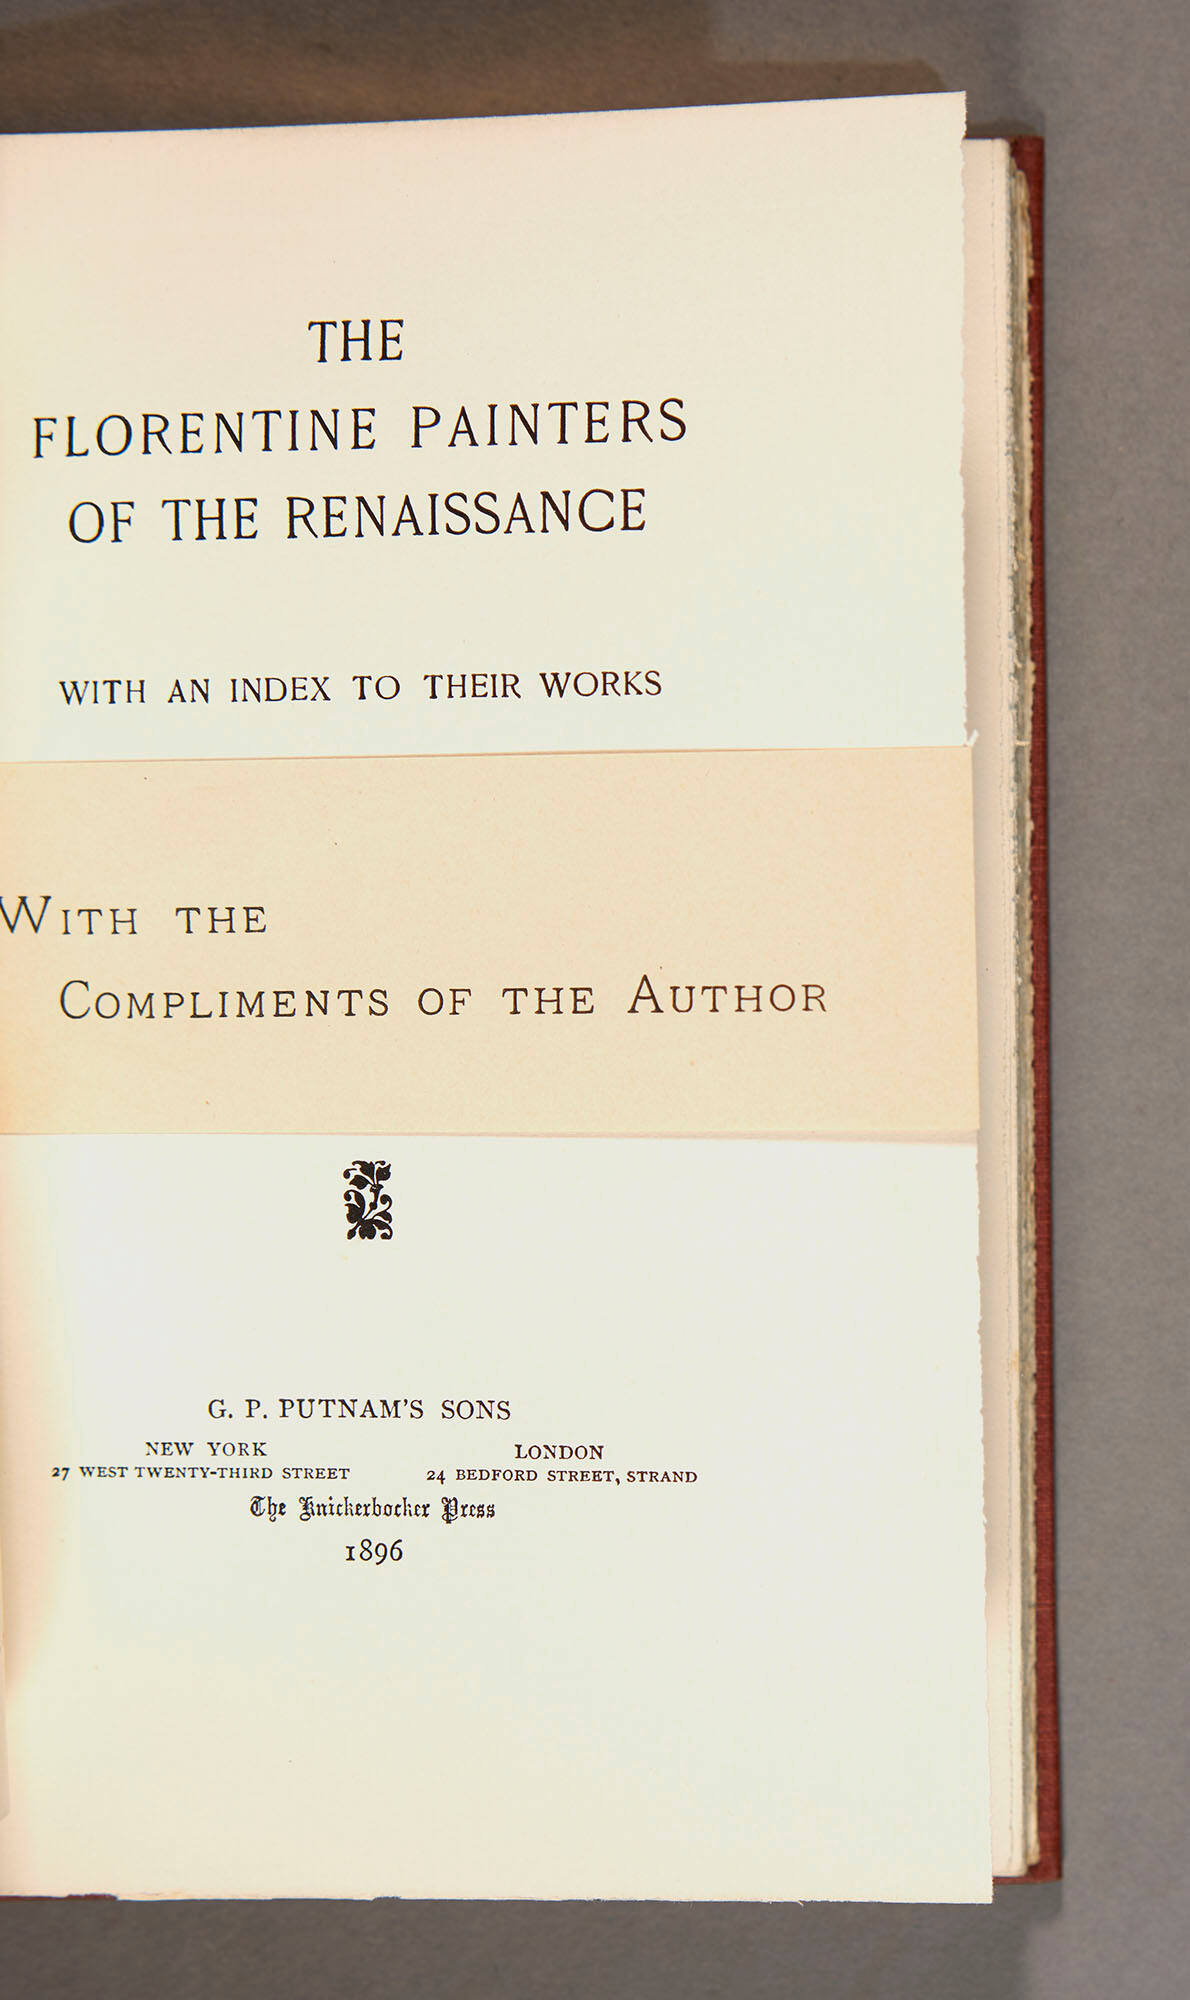 THE
FLORENTINE PAINTERS
OF THE RENAISSANCE
WITH AN INDEX TO THEIR WORKS
WITH THE
COMPLIMENTS OF THE AUTHOR
G. P. PUTNAM'S SONS
NEW YORK LONDON
27 WEST TWENTY-THIRD STREET 24 BEDFORD STREET, STRAND
The Knickerbocker Press
1896